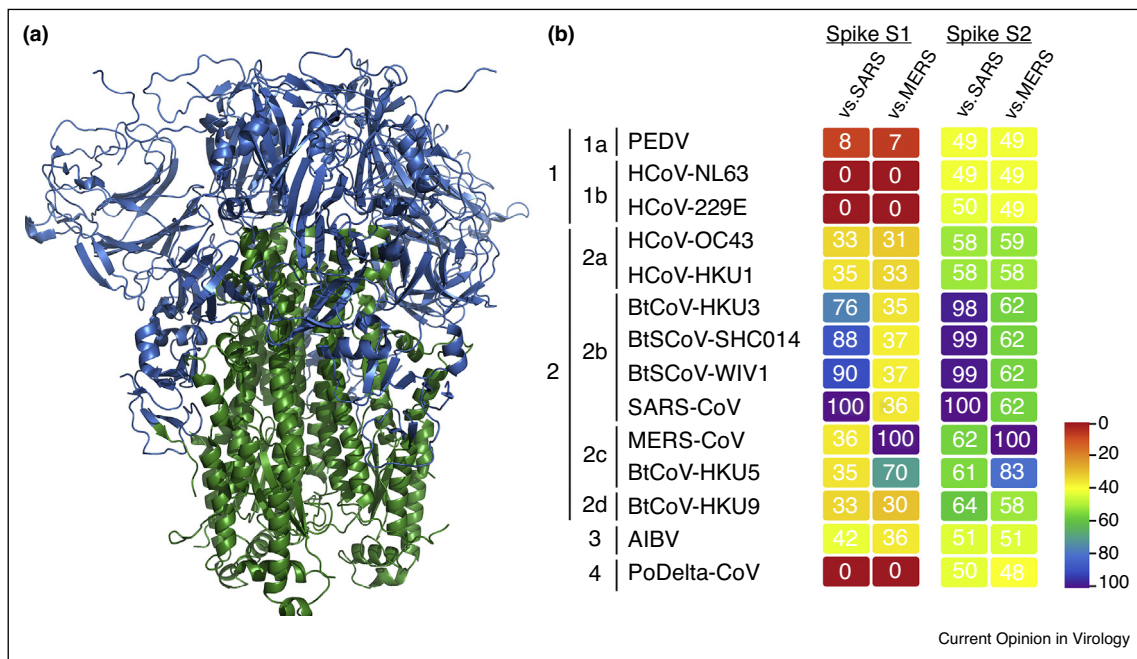 (a)
(b)
Spike S1 Spike S2
vs.SARS vs.MERS vs.SARS vs.MERS
1
1a PEDV 8 7 49 49
1b HCoV-NL63 0 0 49 49
HCoV-229E 0 0 50 49
2
2a HCoV-OC43 33 31 58 59
HCoV-HKU1 35 33 58 58
2b BtCoV-HKU3 76 35 98 62
BtSCoV-SHC014 88 37 99 62
BtSCoV-WIV1 90 37 99 62
SARS-CoV 100 36 100 62
2c MERS-CoV 36 100 62 100
BtCoV-HKU5 35 70 61 83
2d BtCoV-HKU9 33 30 64 58
3 AIBV 42 36 51 51
4 PoDelta-CoV 0 0 50 48
0
20
40
60
80
100
Current Opinion in Virology